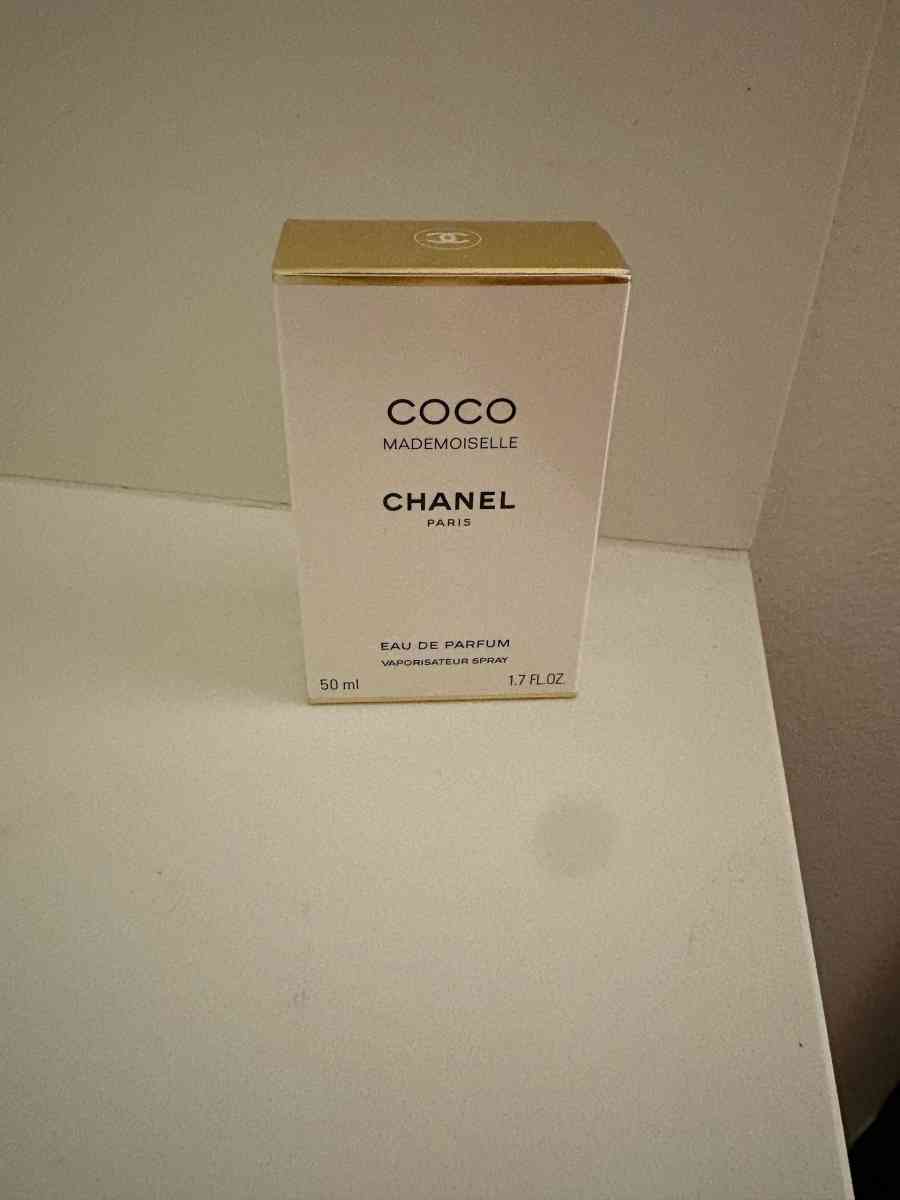 COCO
MADEMOISELLE
CHANEL
PARIS
EAU DE PARFUM
VAPORISATEUR SPRAY
50 ml 1.7 FL.OZ.